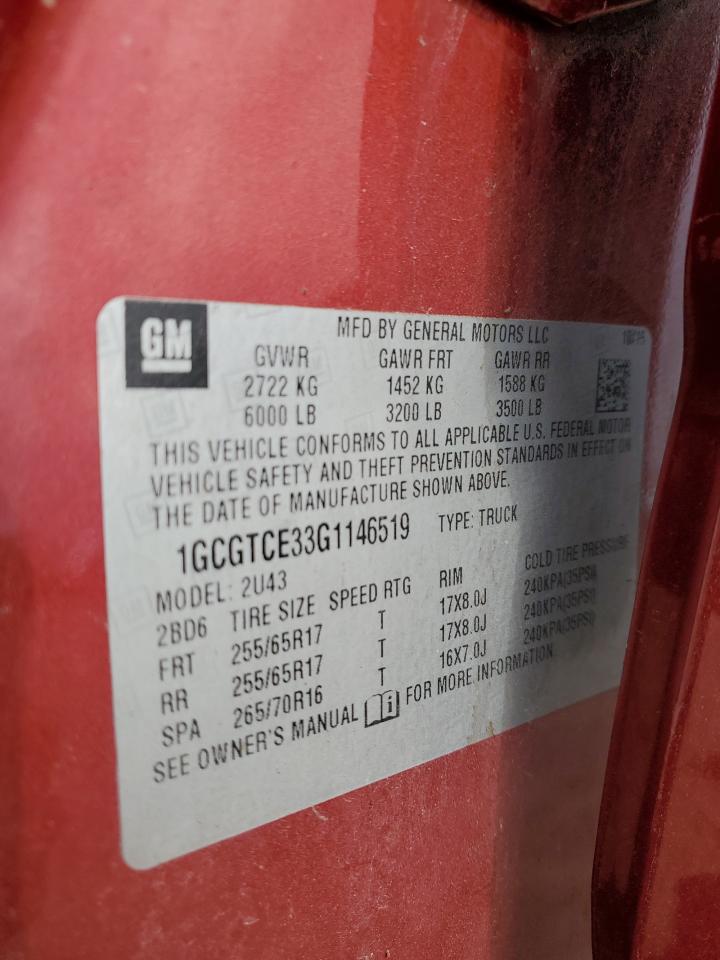 GM
MFD BY GENERAL MOTORS LLC
GVWR GAWR FRT GAWR RR
2722 KG 1452 KG 1588 KG
6000 LB 3200 LB 3500 LB
THIS VEHICLE CONFORMS TO ALL APPLICABLE U.S. FEDERAL MOTOR
VEHICLE SAFETY AND THEFT PREVENTION STANDARDS IN EFFECT ON
THE DATE OF MANUFACTURE SHOWN ABOVE.
1GCGTCE33G1146519 TYPE: TRUCK
MODEL: 2U43
2BD6 TIRE SIZE SPEED RTG RIM COLD TIRE PRESSURE
FRT 255/65R17 T 17X8.0J 240KPA(35PSI)
RR 255/65R17 T 17X8.0J 240KPA(35PSI)
SPA 265/70R16 T 16X7.0J 240KPA(35PSI)
SEE OWNER'S MANUAL FOR MORE INFORMATION